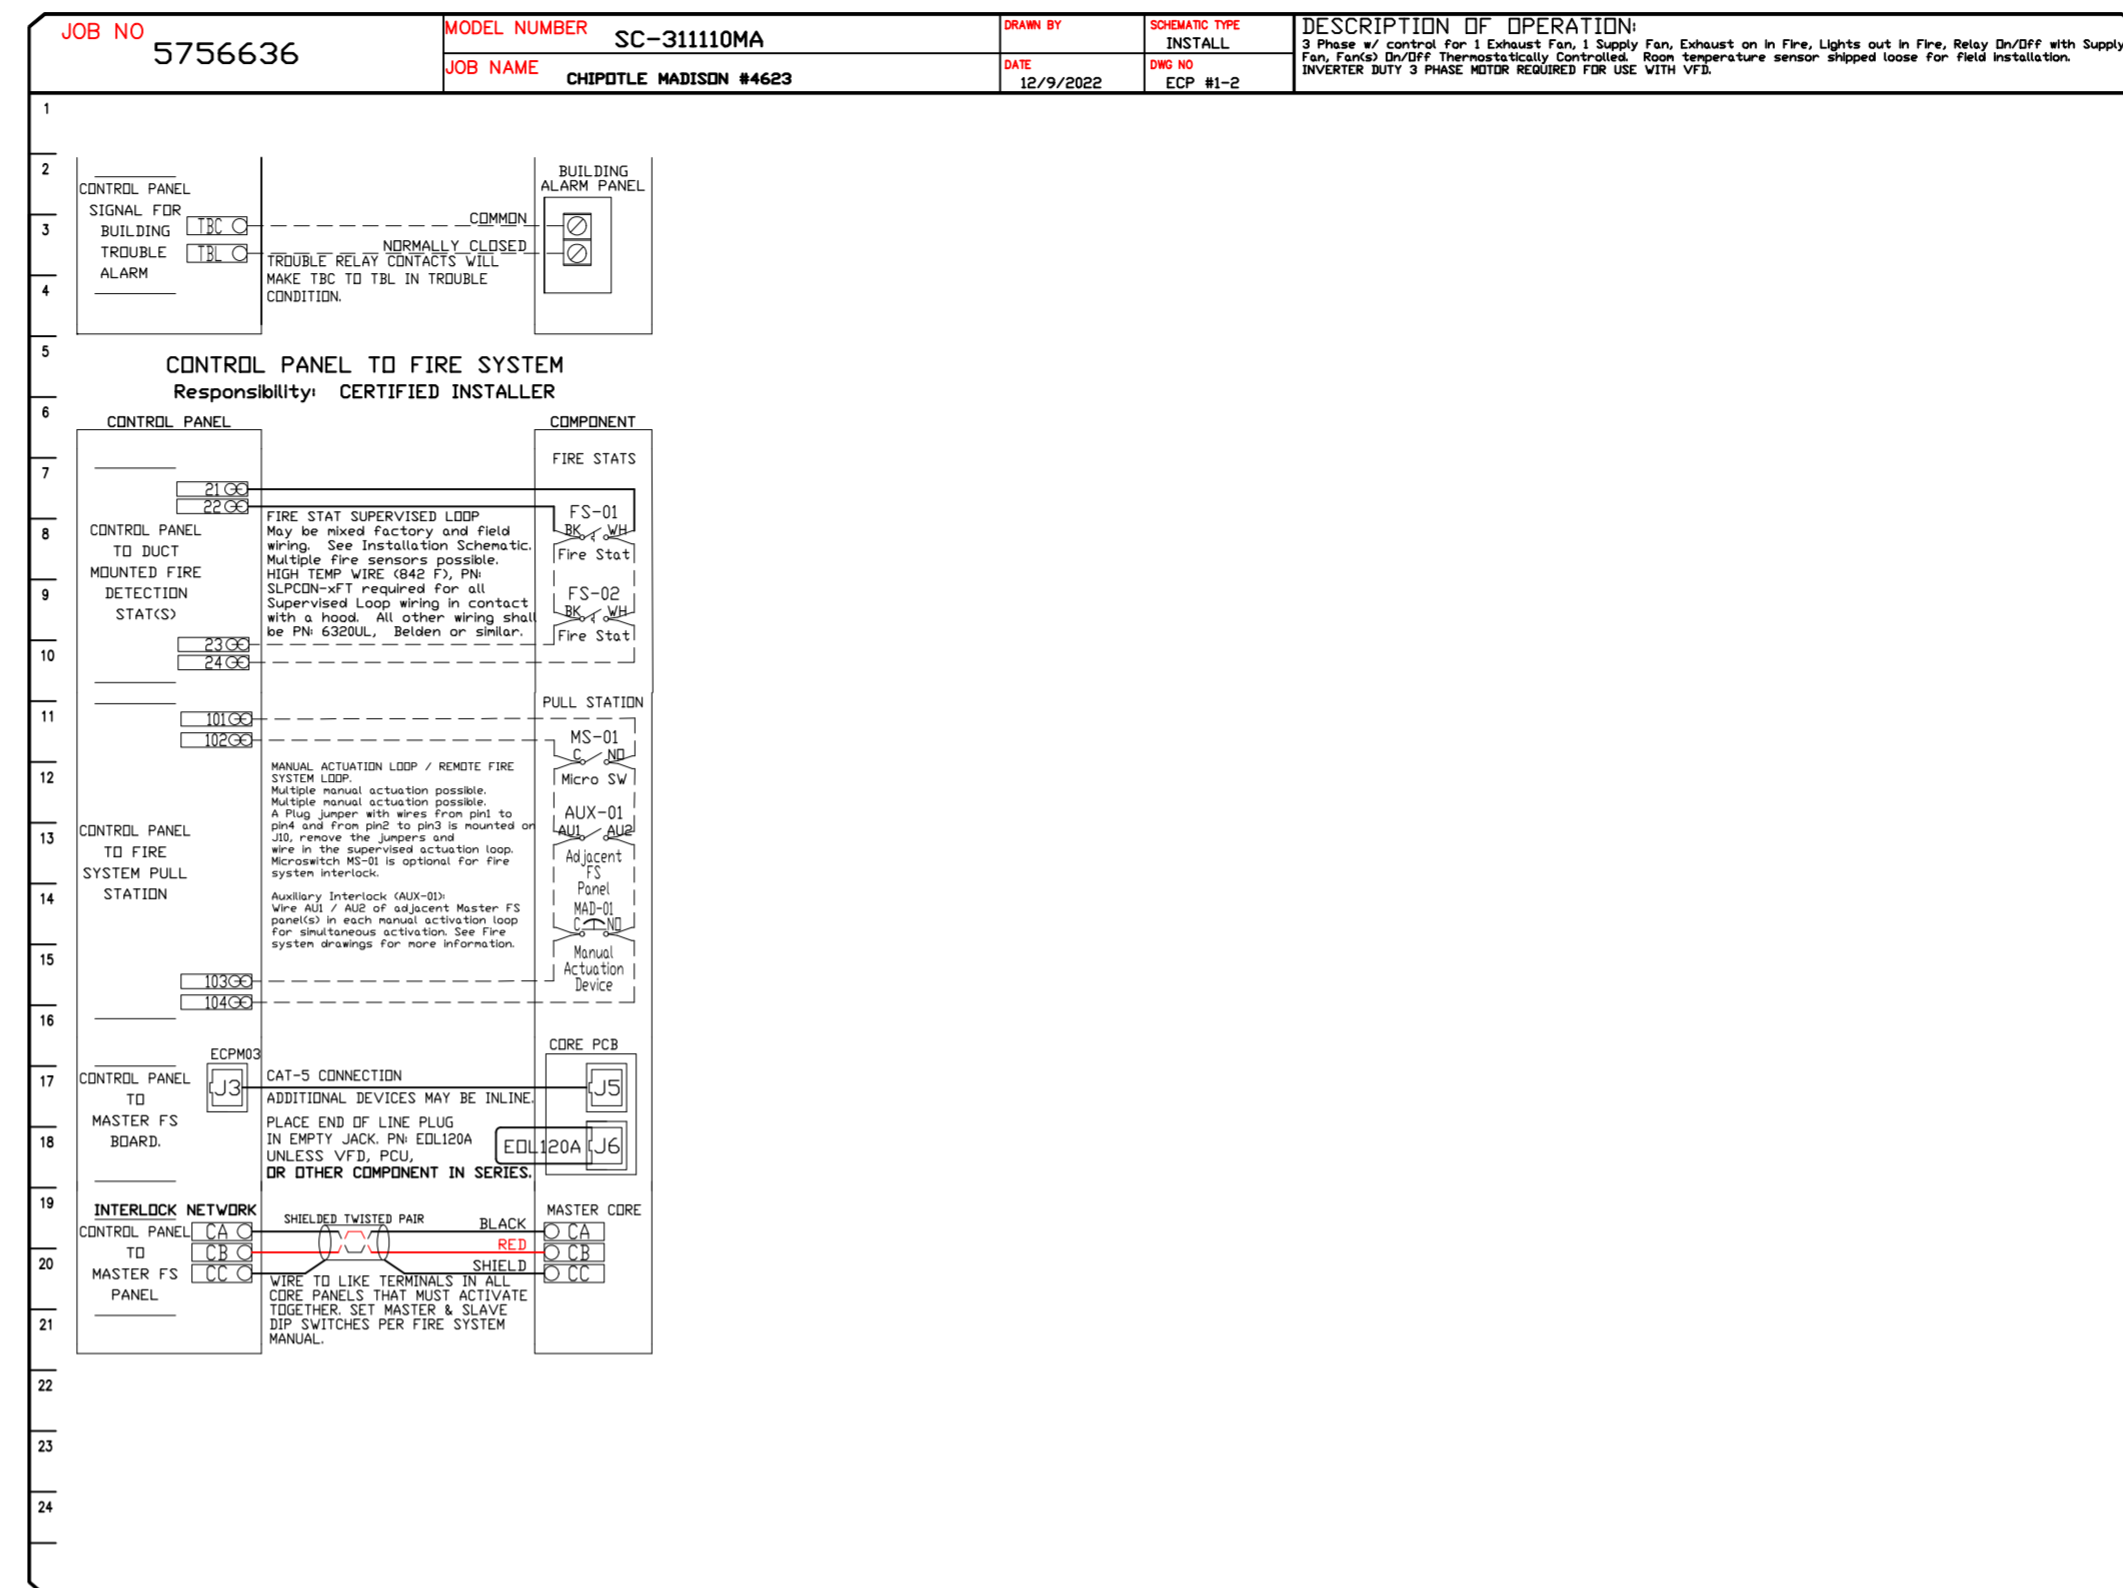 JOB NO
5756636
MODEL NUMBER
SC-311110MA
JOB NAME
CHIPOTLE MADISON #4623
DRAWN BY
DATE
12/9/2022
SCHEMATIC TYPE
INSTALL
DWG NO
ECP #1-2
DESCRIPTION OF OPERATION:
3 Phase w/ control for 1 Exhaust Fan, 1 Supply Fan, Exhaust on in Fire, Lights out in Fire, Relay On/Off with Supply
Fan, Fan(s) On/Off Thermostatically Controlled. Room temperature sensor shipped loose for field installation.
INVERTER DUTY 3 PHASE MOTOR REQUIRED FOR USE WITH VFD.
1
2
3
4
5
6
7
8
9
10
11
12
13
14
15
16
17
18
19
20
21
22
23
24
CONTROL PANEL
SIGNAL FOR
BUILDING
TROUBLE
ALARM
TBC
TBL
COMMON
NORMALLY CLOSED
TROUBLE RELAY CONTACTS WILL
MAKE TBC TO TBL IN TROUBLE
CONDITION.
BUILDING
ALARM PANEL
CONTROL PANEL TO FIRE SYSTEM
Responsibility: CERTIFIED INSTALLER
CONTROL PANEL
COMPONENT
FIRE STATS
21
22
CONTROL PANEL
TO DUCT
MOUNTED FIRE
DETECTION
STAT(S)
23
24
FIRE STAT SUPERVISED LOOP
May be mixed factory and field
wiring. See Installation Schematic.
Multiple fire sensors possible.
HIGH TEMP WIRE (842 F), PN:
SLPCON-xFT required for all
Supervised Loop wiring in contact
with a hood. All other wiring shall
be PN: 6320UL, Belden or similar.
FS-01
BK WH
Fire Stat
FS-02
BK WH
Fire Stat
PULL STATION
101
102
CONTROL PANEL
TO FIRE
SYSTEM PULL
STATION
103
104
MANUAL ACTUATION LOOP / REMOTE FIRE
SYSTEM LOOP.
Multiple manual actuation possible.
Multiple manual actuation possible.
A Plug jumper with wires from pin1 to
pin4 and from pin2 to pin3 is mounted on
J10, remove the jumpers and
wire in the supervised actuation loop.
Microswitch MS-01 is optional for fire
system interlock.
Auxiliary Interlock (AUX-01):
Wire AU1 / AU2 of adjacent Master FS
panel(s) in each manual activation loop
for simultaneous activation. See Fire
system drawings for more information.
MS-01
C NO
Micro SW
AUX-01
AU1 AU2
Adjacent
FS
Panel
MAD-01
C NO
Manual
Actuation
Device
ECPM03
J3
CONTROL PANEL
TO
MASTER FS
BOARD.
CAT-5 CONNECTION
ADDITIONAL DEVICES MAY BE INLINE.
PLACE END OF LINE PLUG
IN EMPTY JACK. PN: EOL120A
UNLESS VFD, PCU,
OR OTHER COMPONENT IN SERIES.
CORE PCB
J5
EOL120A
J6
INTERLOCK NETWORK
CONTROL PANEL
TO
MASTER FS
PANEL
CA
CB
CC
SHIELDED TWISTED PAIR
BLACK
RED
SHIELD
MASTER CORE
CA
CB
CC
WIRE TO LIKE TERMINALS IN ALL
CORE PANELS THAT MUST ACTIVATE
TOGETHER. SET MASTER & SLAVE
DIP SWITCHES PER FIRE SYSTEM
MANUAL.